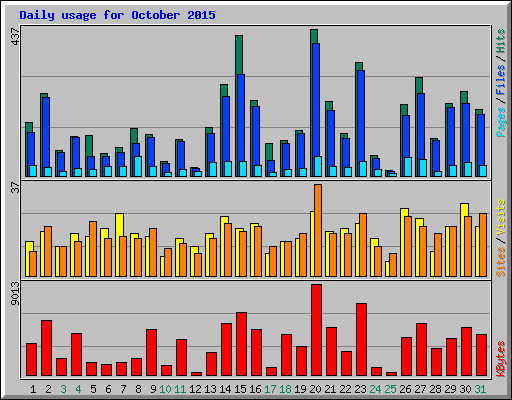 Daily usage for October 2015
437
Pages / Files / Hits
37
Sites / Visits
9013
KBytes
1 2 3 4 5 6 7 8 9 10 11 12 13 14 15 16 17 18 19 20 21 22 23 24 25 26 27 28 29 30 31